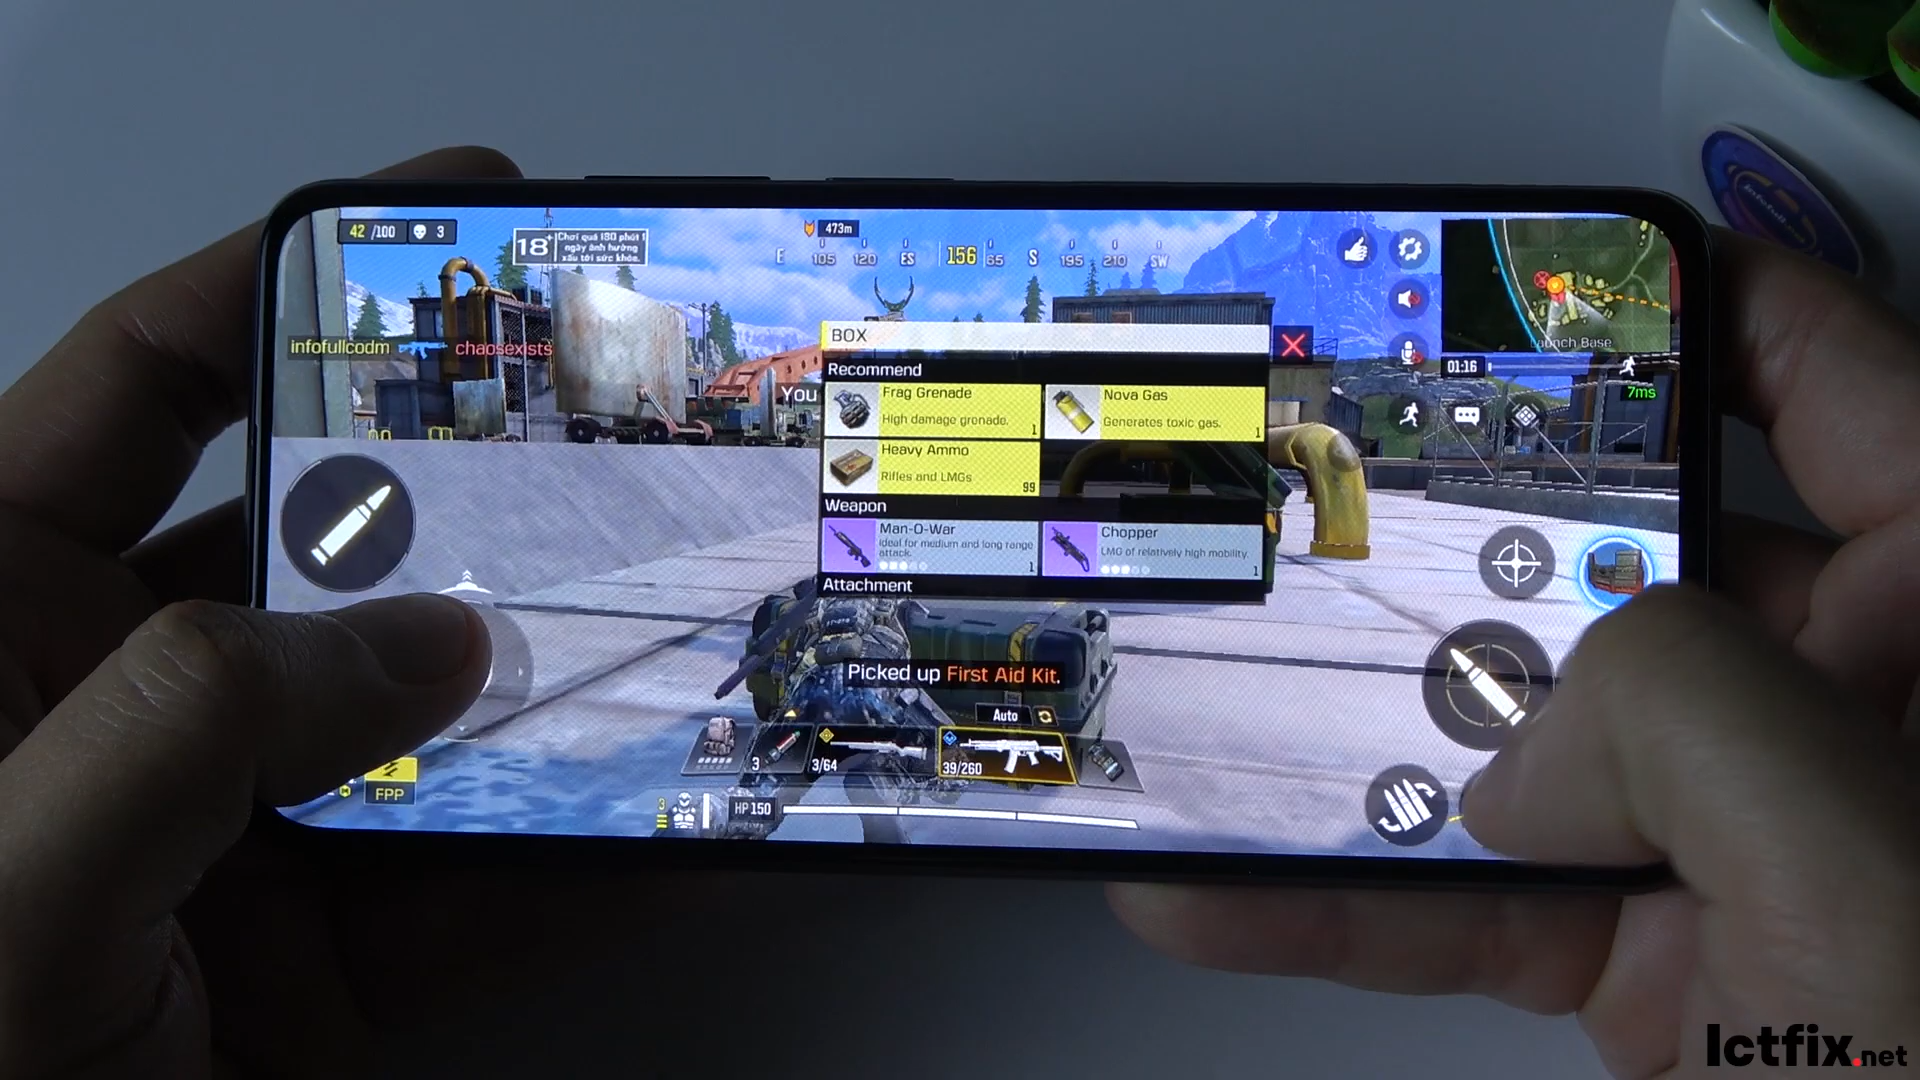 42 /100 3
18+
Chơi quá 180 phút 1
ngày ảnh hưởng
xấu tới sức khỏe.
473m
E 105 120 ES 156 65 S 195 210 SW
infofullcodm chaosexists
You
BOX
Recommend
Frag Grenade
High damage grenade.
1
Nova Gas
Generates toxic gas.
1
Heavy Ammo
Rifles and LMGs
99
Weapon
Man-O-War
Ideal for medium and long range
attack.
1
Chopper
LMG of relatively high mobility.
1
Attachment
Launch Base
01:16
7ms
Picked up First Aid Kit.
Auto
3
3/64
39/260
FPP
3
HP 150
Ictfix.net